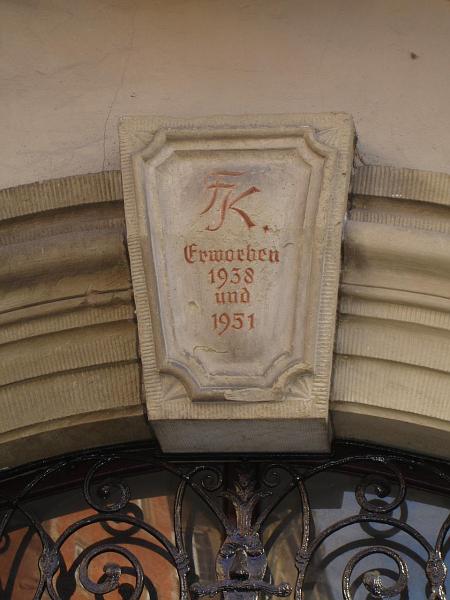 FK.
Erworben
1938
und
1951